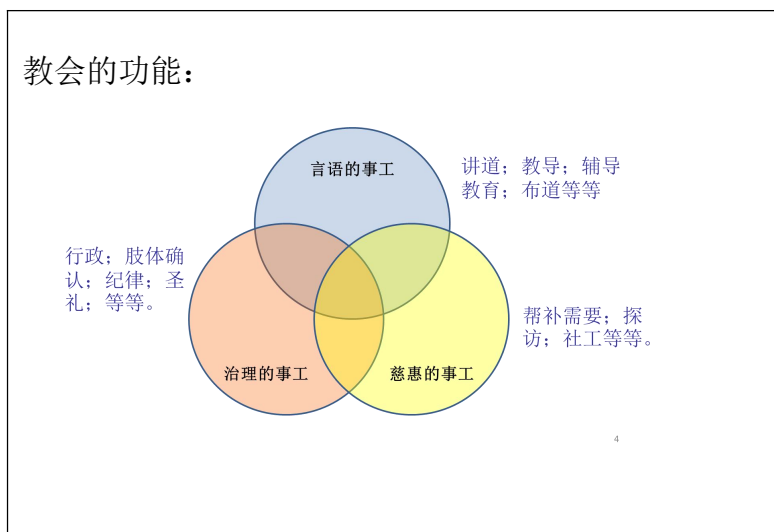 教会的功能：
言语的事工
讲道；教导；辅导
教育；布道等等
行政；肢体确
认；纪律；圣
礼；等等。
帮补需要；探
访；社工等等。
治理的事工
慈惠的事工
4